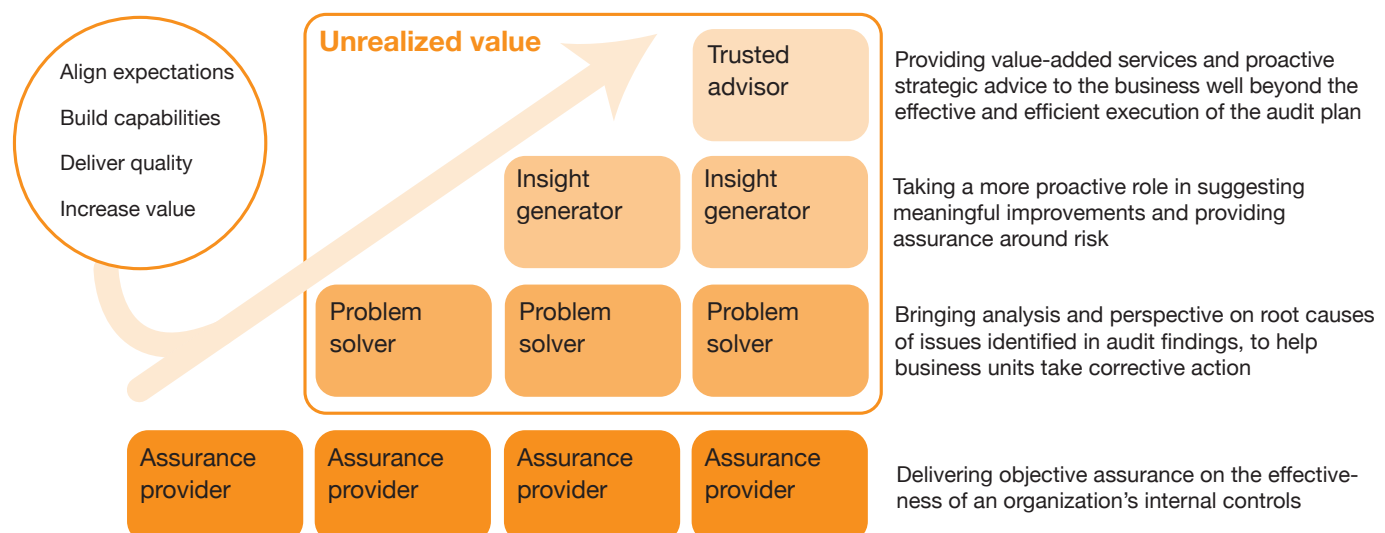 Align expectations
Build capabilities
Deliver quality
Increase value
Unrealized value
Trusted
advisor
Providing value-added services and proactive
strategic advice to the business well beyond the
effective and efficient execution of the audit plan
Insight
generator
Insight
generator
Taking a more proactive role in suggesting
meaningful improvements and providing
assurance around risk
Problem
solver
Problem
solver
Problem
solver
Bringing analysis and perspective on root causes
of issues identified in audit findings, to help
business units take corrective action
Assurance
provider
Assurance
provider
Assurance
provider
Assurance
provider
Delivering objective assurance on the effective-
ness of an organization’s internal controls